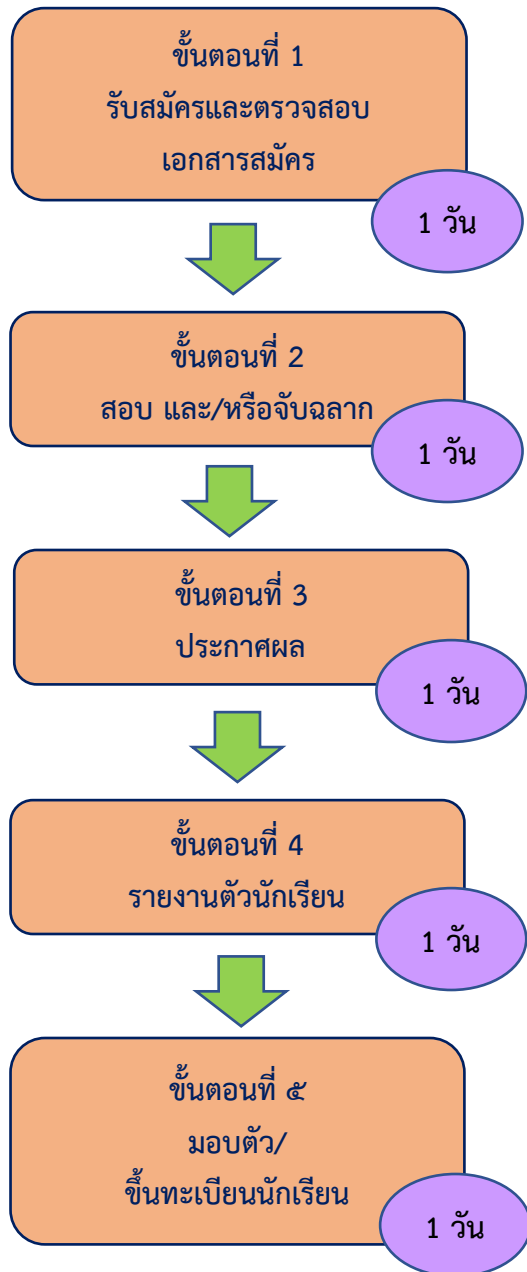 ขั้นตอนที่ 1
รับสมัครและตรวจสอบ
เอกสารสมัคร
1 วัน
ขั้นตอนที่ 2
สอบ และ/หรือจับฉลาก
1 วัน
ขั้นตอนที่ 3
ประกาศผล
1 วัน
ขั้นตอนที่ 4
รายงานตัวนักเรียน
1 วัน
ขั้นตอนที่ ๕
มอบตัว/
ขึ้นทะเบียนนักเรียน
1 วัน